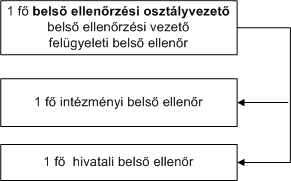 1 fő belső ellenőrzési osztályvezető
belső ellenőrzési vezető
felügyeleti belső ellenőr
1 fő intézményi belső ellenőr
1 fő hivatali belső ellenőr